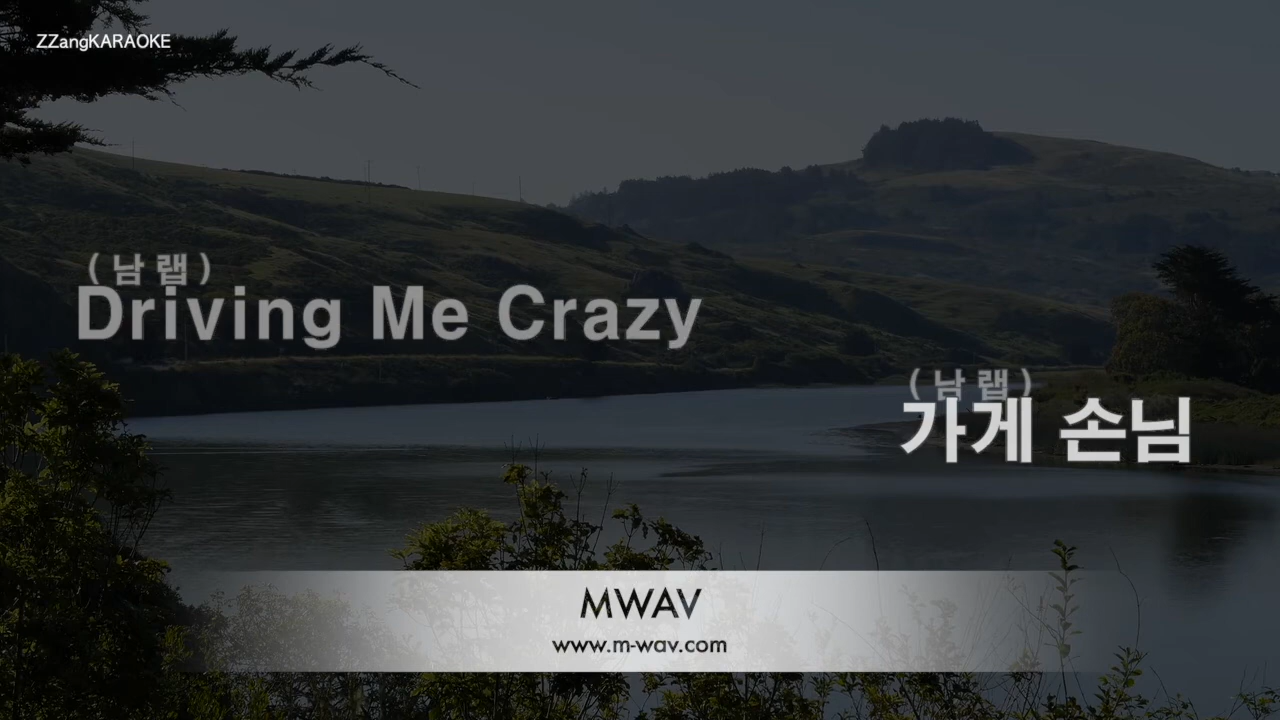 ZZangKARAOKE
(남 랩)
Driving Me Crazy
(남 랩)
가게 손님
MWAV
www.m-wav.com